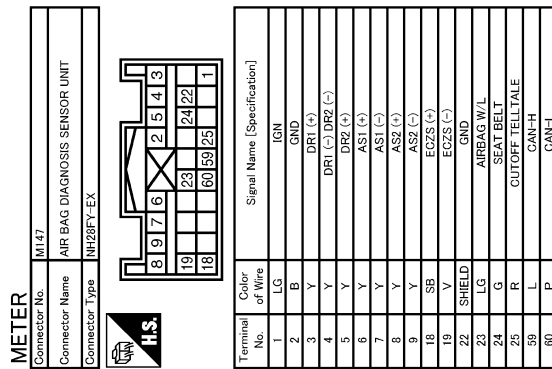 METER
Connector No. M147
Connector Name AIR BAG DIAGNOSIS SENSOR UNIT
Connector Type NH28FY-EX
H.S.
8 9 7 6 2 5 4 3
19 23 24 22
18 60 59 25 1
Terminal No. Color of Wire Signal Name [Specification]
1 LG IGN
2 B GND
3 Y DR1 (+)
4 Y DR1 (-) DR2 (-)
5 Y DR2 (+)
6 Y AS1 (+)
7 Y AS1 (-)
8 Y AS2 (+)
9 Y AS2 (-)
18 SB ECZS (+)
19 V ECZS (-)
22 SHIELD GND
23 LG AIRBAG W/L
24 G SEAT BELT
25 R CUTOFF TELLTALE
59 L CAN-H
60 P CAN-L